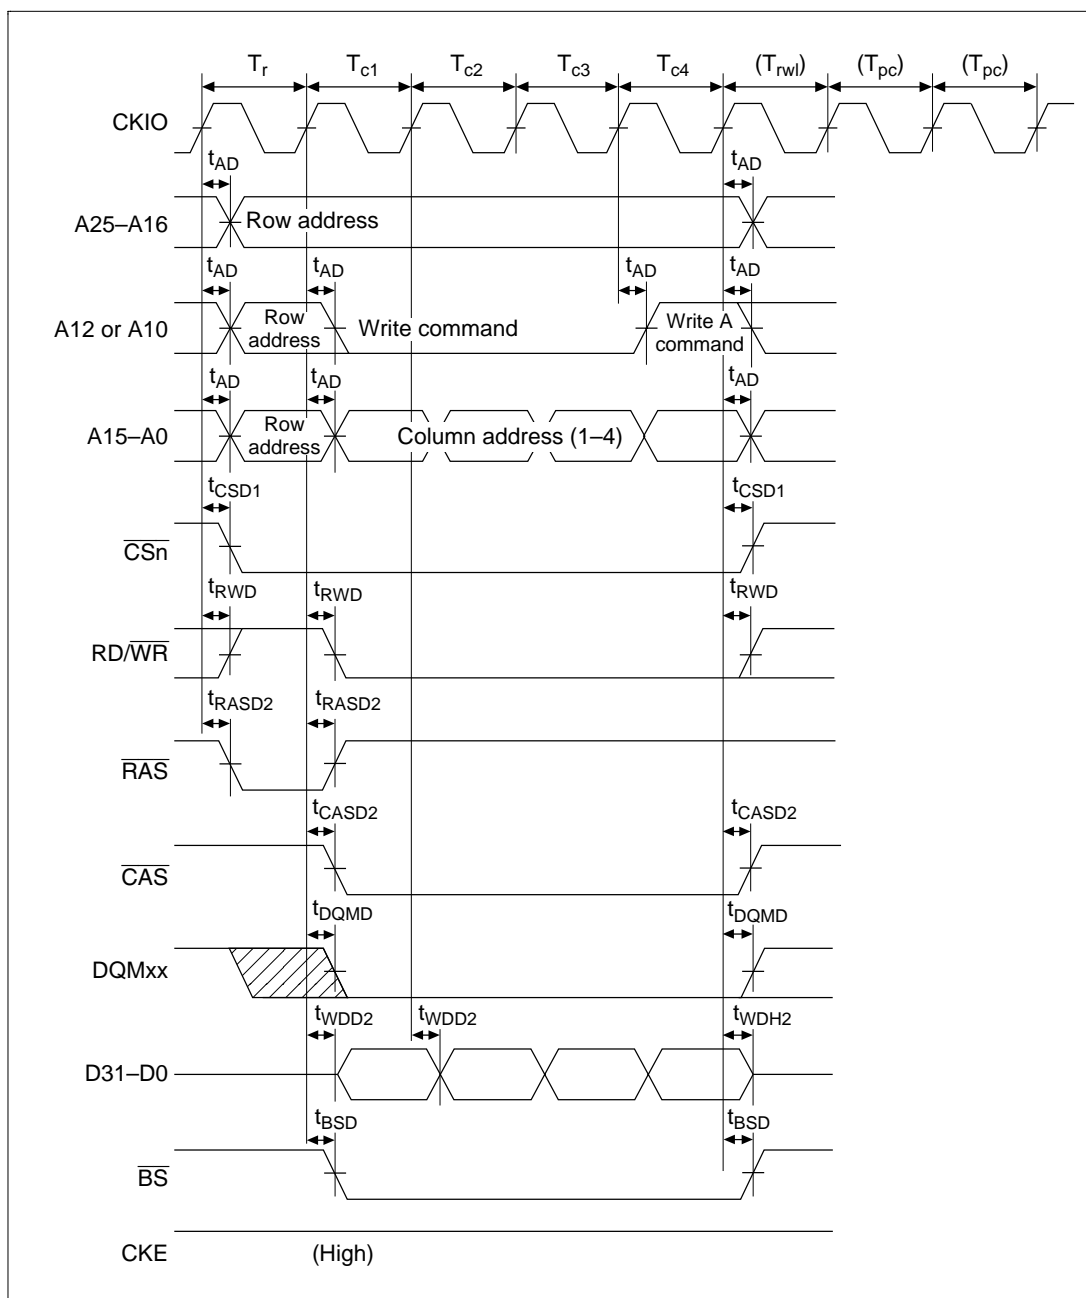 Tr Tc1 Tc2 Tc3 Tc4 (Trwl) (Tpc) (Tpc)
CKIO
tAD tAD
A25–A16 Row address
tAD tAD tAD tAD
A12 or A10 Row address Write command Write A command
tAD tAD tAD
A15–A0 Row address Column address (1–4)
tCSD1 tCSD1
CSn
tRWD tRWD tRWD
RD/WR
tRASD2 tRASD2
RAS
tCASD2 tCASD2
CAS
tDQMD tDQMD
DQMxx
tWDD2 tWDD2 tWDH2
D31–D0
tBSD tBSD
BS
CKE (High)